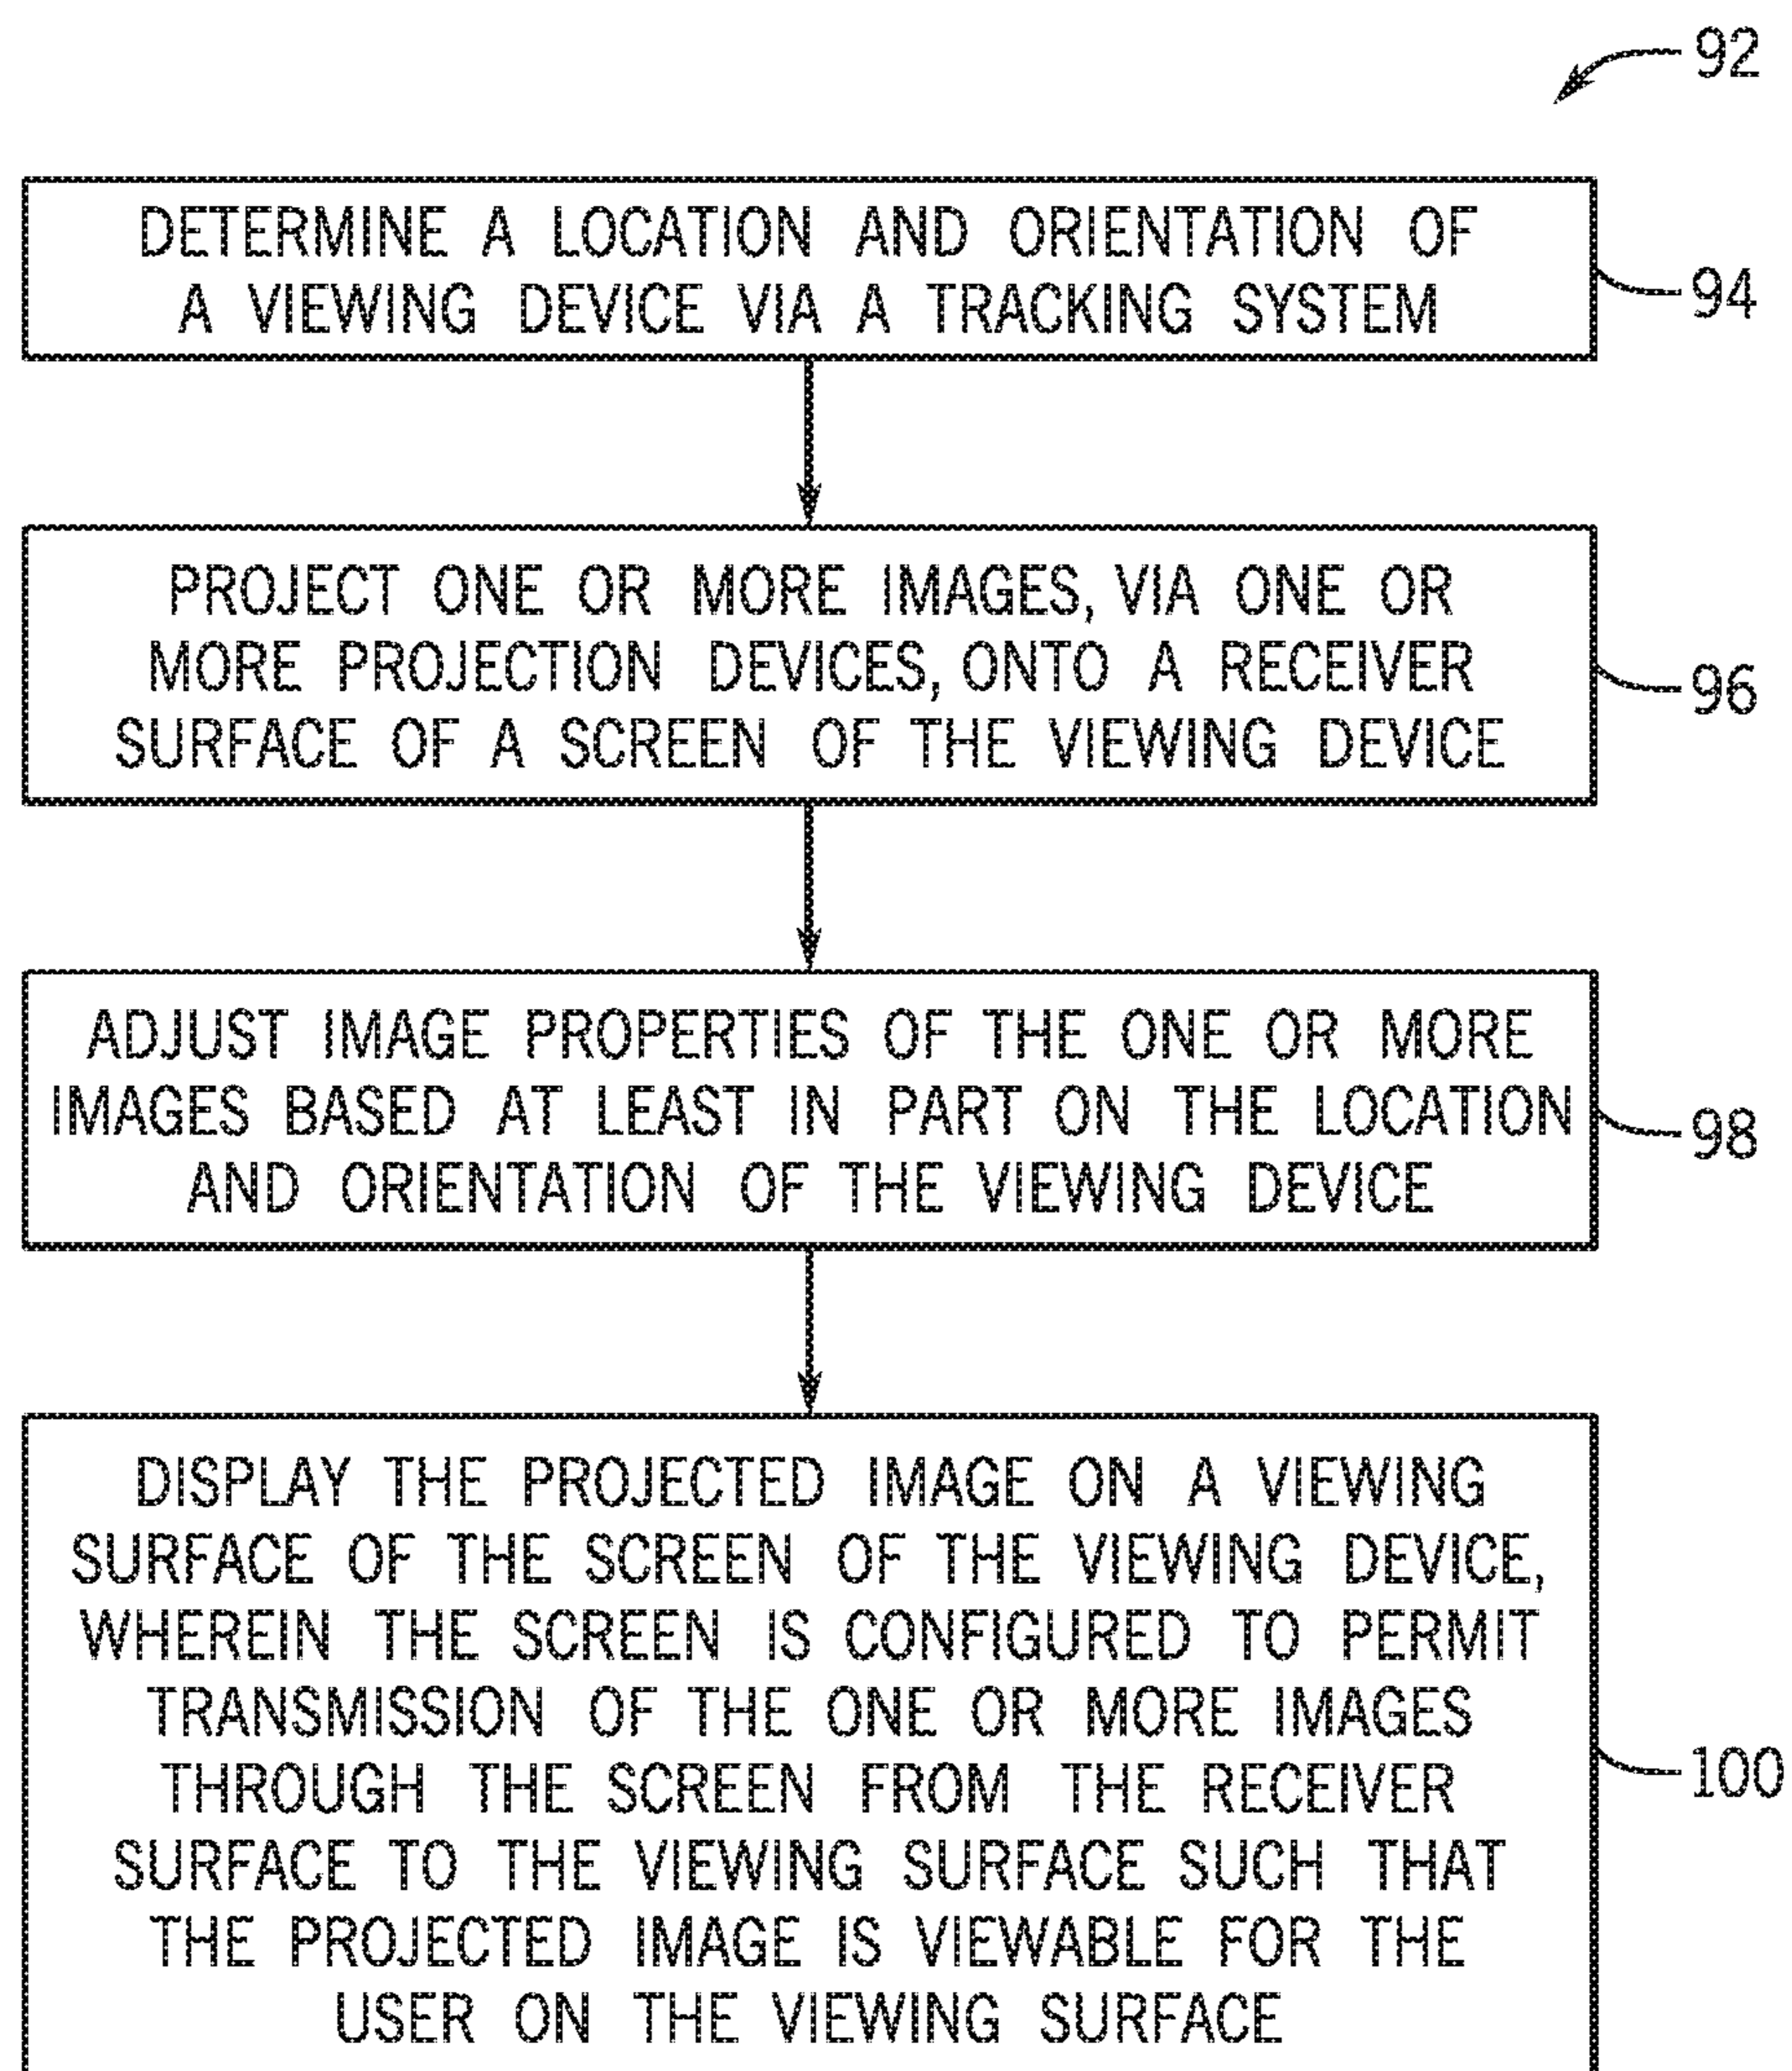 92
DETERMINE A LOCATION AND ORIENTATION OF
A VIEWING DEVICE VIA A TRACKING SYSTEM
94
PROJECT ONE OR MORE IMAGES, VIA ONE OR
MORE PROJECTION DEVICES, ONTO A RECEIVER
SURFACE OF A SCREEN OF THE VIEWING DEVICE
96
ADJUST IMAGE PROPERTIES OF THE ONE OR MORE
IMAGES BASED AT LEAST IN PART ON THE LOCATION
AND ORIENTATION OF THE VIEWING DEVICE
98
DISPLAY THE PROJECTED IMAGE ON A VIEWING
SURFACE OF THE SCREEN OF THE VIEWING DEVICE,
WHEREIN THE SCREEN IS CONFIGURED TO PERMIT
TRANSMISSION OF THE ONE OR MORE IMAGES
THROUGH THE SCREEN FROM THE RECEIVER
SURFACE TO THE VIEWING SURFACE SUCH THAT
THE PROJECTED IMAGE IS VIEWABLE FOR THE
USER ON THE VIEWING SURFACE
100